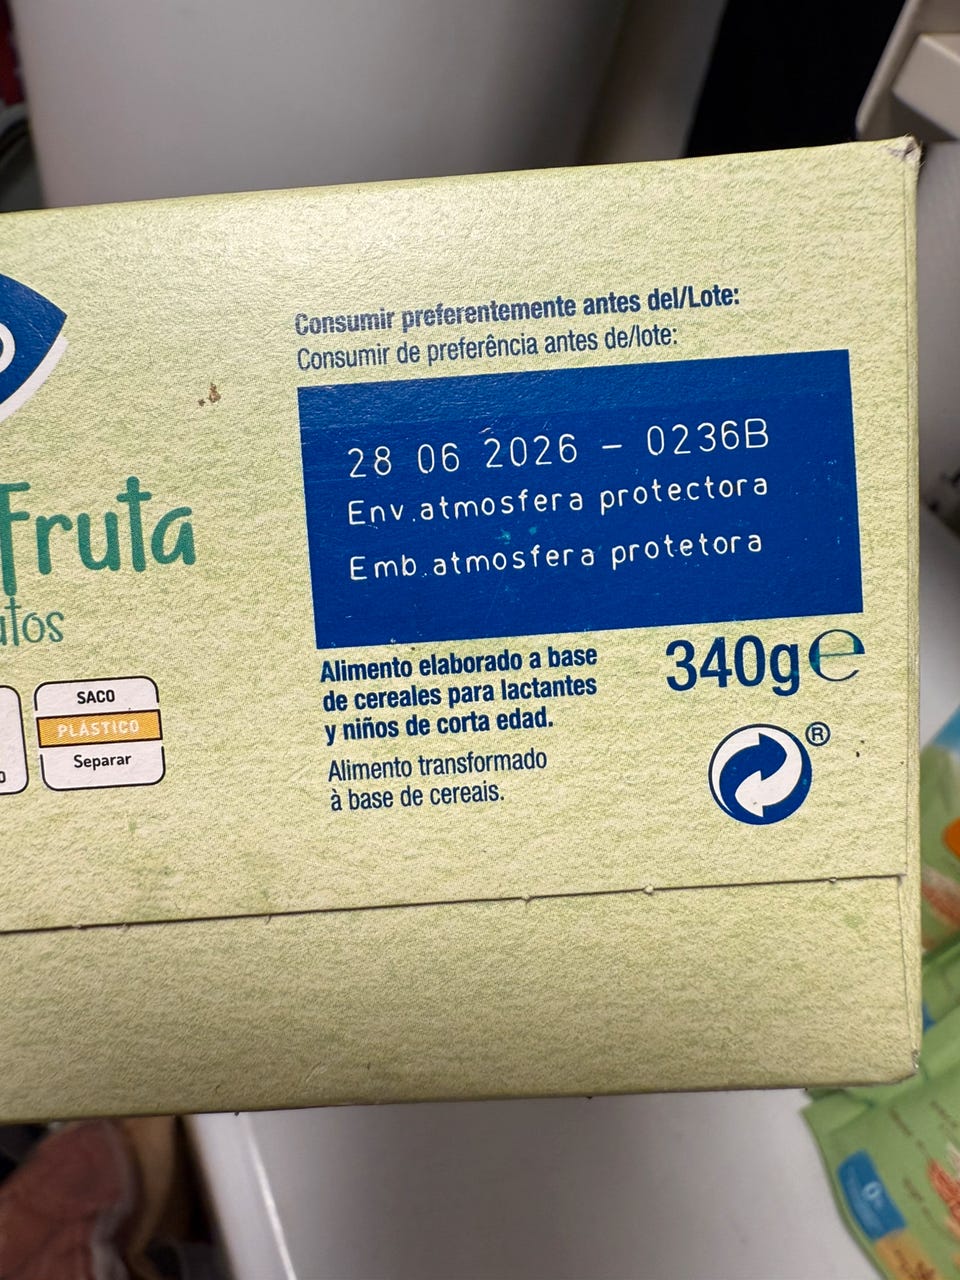 Consumir preferentemente antes del/Lote:
Consumir de preferência antes de/lote:
28 06 2026 - 0236B
Env.atmosfera protectora
Emb.atmosfera protetora
Fruta
SACO
PLÁSTICO
Separar
Alimento elaborado a base
de cereales para lactantes
y niños de corta edad.
Alimento transformado
à base de cereais.
340g℮
®